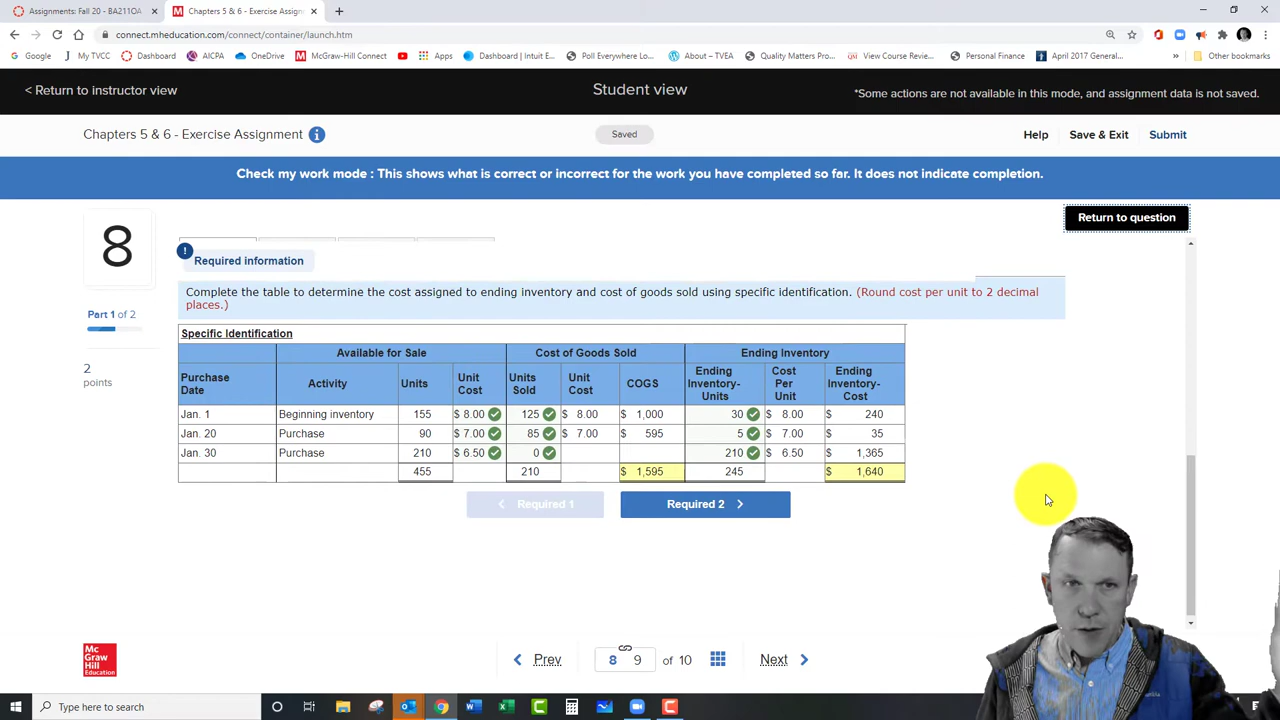 Assignments: Fall 20 - BA211OA
Chapters 5 & 6 - Exercise Assignm
connect.mheducation.com/connect/container/launch.htm
Google
My TVCC
Dashboard
AICPA
OneDrive
McGraw-Hill Connect
Apps
Dashboard | Intuit E...
Poll Everywhere Lo...
About – TVEA
Quality Matters Pro...
View Course Revie...
Personal Finance
April 2017 General...
»
Other bookmarks
< Return to instructor view
Student view
*Some actions are not available in this mode, and assignment data is not saved.
Chapters 5 & 6 - Exercise Assignment
Saved
Help
Save & Exit
Submit
Check my work mode : This shows what is correct or incorrect for the work you have completed so far. It does not indicate completion.
8
Return to question
! Required information
Part 1 of 2
2
points
Complete the table to determine the cost assigned to ending inventory and cost of goods sold using specific identification. (Round cost per unit to 2 decimal
places.)
Specific Identification
Available for Sale Cost of Goods Sold Ending Inventory
Purchase Date Activity Units Unit Cost Units Sold Unit Cost COGS Ending Inventory- Units Cost Per Unit Ending Inventory- Cost
Jan. 1 Beginning inventory 155 $ 8.00 125 $ 8.00 $ 1,000 30 $ 8.00 $ 240
Jan. 20 Purchase 90 $ 7.00 85 $ 7.00 $ 595 5 $ 7.00 $ 35
Jan. 30 Purchase 210 $ 6.50 0 210 $ 6.50 $ 1,365
455 210 $ 1,595 245 $ 1,640
< Required 1
Required 2 >
Mc
Graw
Hill
Education
< Prev
8 9 of 10
Next >
Type here to search